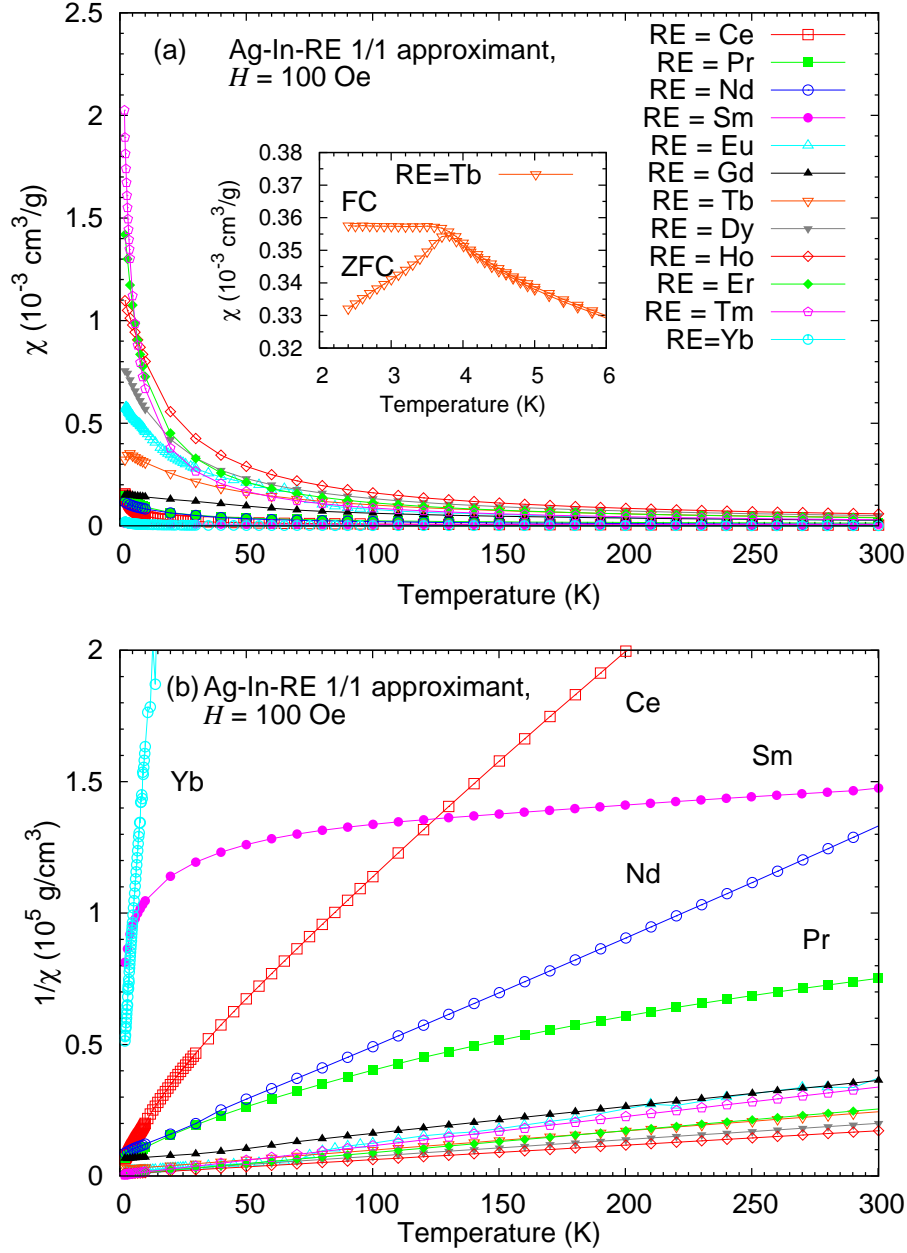 (a) Ag-In-RE 1/1 approximant,
H = 100 Oe
RE = Ce
RE = Pr
RE = Nd
RE = Sm
RE = Eu
RE = Gd
RE = Tb
RE = Dy
RE = Ho
RE = Er
RE = Tm
RE=Yb
2.5
2
1.5
1
0.5
0
χ (10⁻³ cm³/g)
0.38
0.37
0.36
0.35
0.34
0.33
0.32
χ (10⁻³ cm³/g)
RE=Tb
FC
ZFC
2 3 4 5 6
Temperature (K)
0 50 100 150 200 250 300
Temperature (K)
(b) Ag-In-RE 1/1 approximant,
H = 100 Oe
2
1.5
1
0.5
0
1/χ (10⁵ g/cm³)
Ce
Yb
Sm
Nd
Pr
0 50 100 150 200 250 300
Temperature (K)